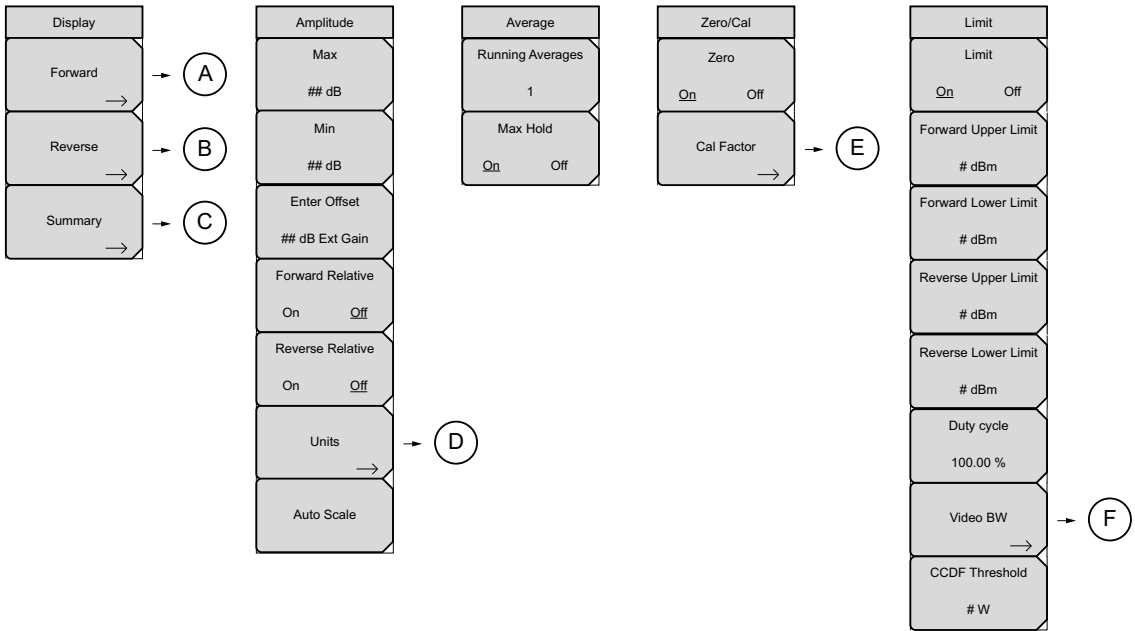 Display
Forward
A
Reverse
B
Summary
C
Amplitude
Max
## dB
Min
## dB
Enter Offset
## dB Ext Gain
Forward Relative
On Off
Reverse Relative
On Off
Units
D
Auto Scale
Average
Running Averages
1
Max Hold
On Off
Zero/Cal
Zero
On Off
Cal Factor
E
Limit
Limit
On Off
Forward Upper Limit
# dBm
Forward Lower Limit
# dBm
Reverse Upper Limit
# dBm
Reverse Lower Limit
# dBm
Duty cycle
100.00 %
Video BW
F
CCDF Threshold
# W